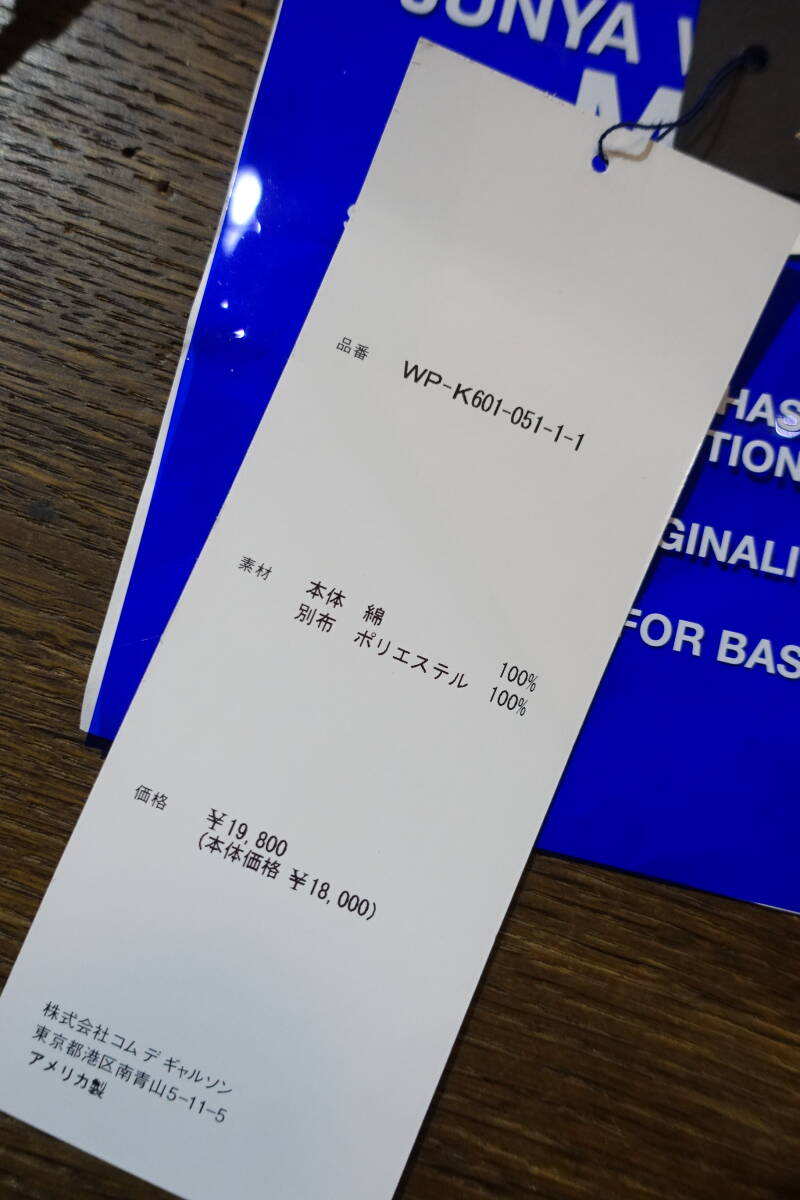 JUNYA
M
品番 WP-K601-051-1-1
素材 本体 綿 100%
別布 ポリエステル 100%
価格 ¥19,800
(本体価格 ¥18,000)
株式会社コム デ ギャルソン
東京都港区南青山5-11-5
アメリカ製
HAS
TION
GINALI
FOR BAS